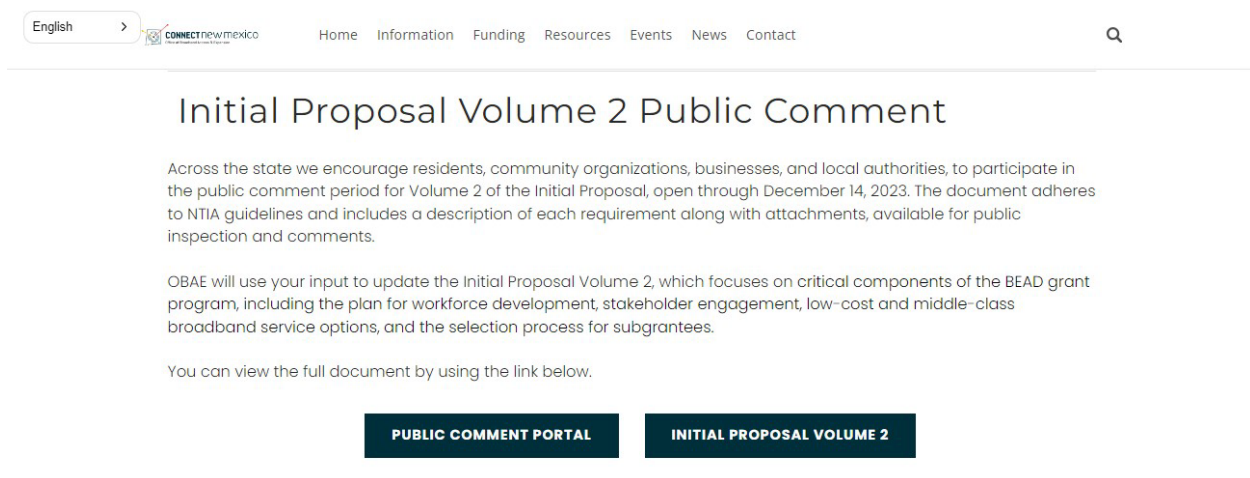 English
CONNECTnewmexico
Home Information Funding Resources Events News Contact
Initial Proposal Volume 2 Public Comment
Across the state we encourage residents, community organizations, businesses, and local authorities, to participate in
the public comment period for Volume 2 of the Initial Proposal, open through December 14, 2023. The document adheres
to NTIA guidelines and includes a description of each requirement along with attachments, available for public
inspection and comments.
OBAE will use your input to update the Initial Proposal Volume 2, which focuses on critical components of the BEAD grant
program, including the plan for workforce development, stakeholder engagement, low-cost and middle-class
broadband service options, and the selection process for subgrantees.
You can view the full document by using the link below.
PUBLIC COMMENT PORTAL
INITIAL PROPOSAL VOLUME 2